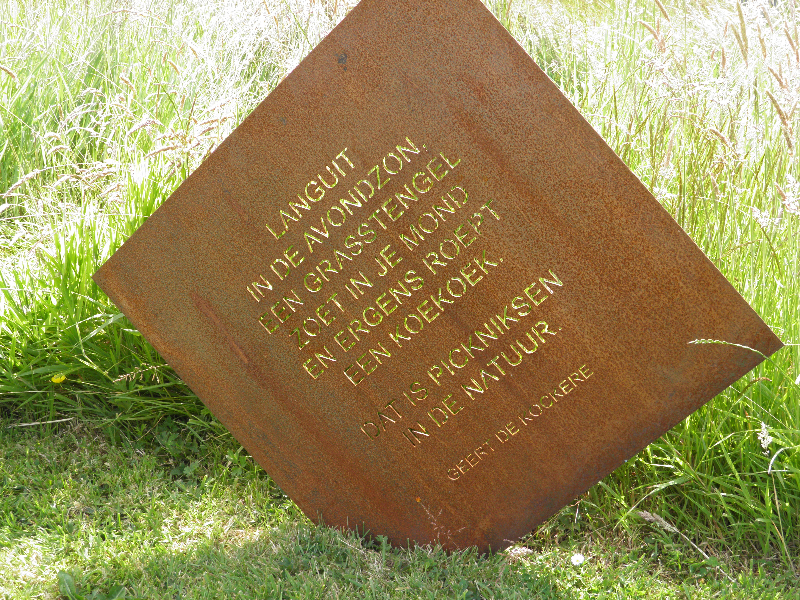 LANGUIT
IN DE AVONDZON,
EEN GRASSTENGEL
ZOET IN JE MOND
EN ERGENS ROEPT
EEN KOEKOEK.
DAT IS PICKNIKSEN
IN DE NATUUR.
GEERT DE KOCKERE